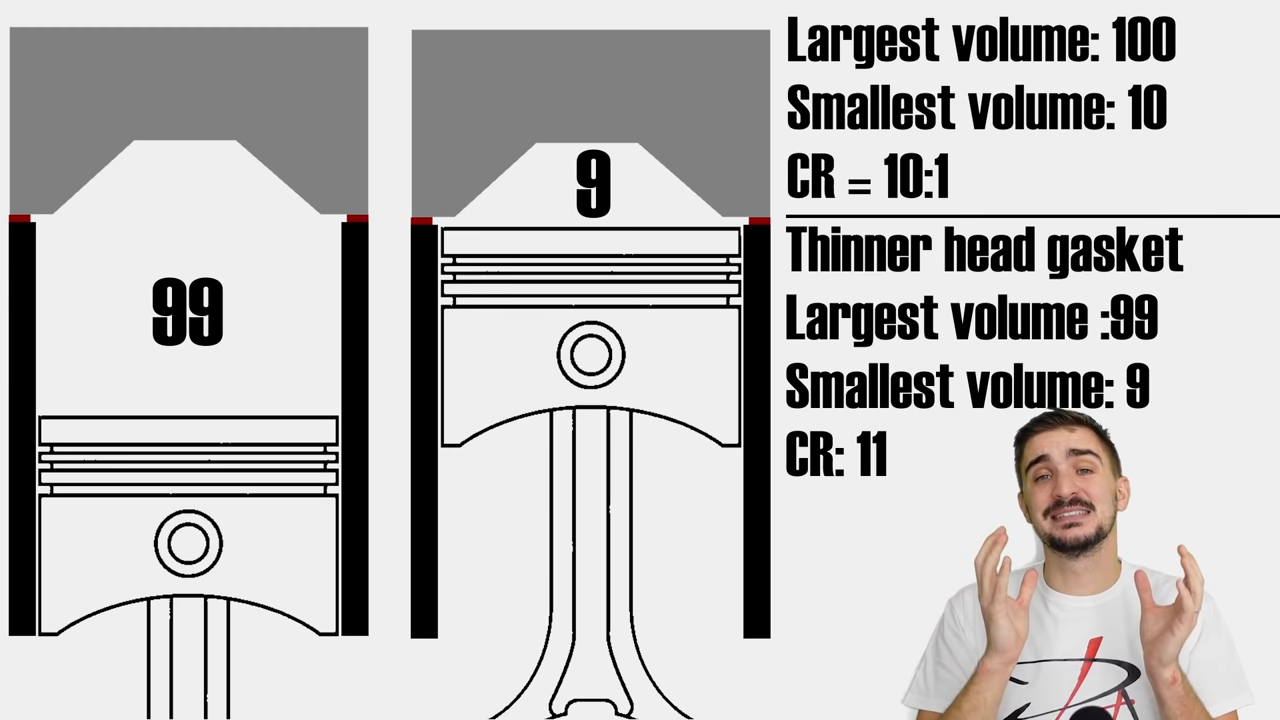 99
9
Largest volume: 100
Smallest volume: 10
CR = 10:1
Thinner head gasket
Largest volume :99
Smallest volume: 9
CR: 11